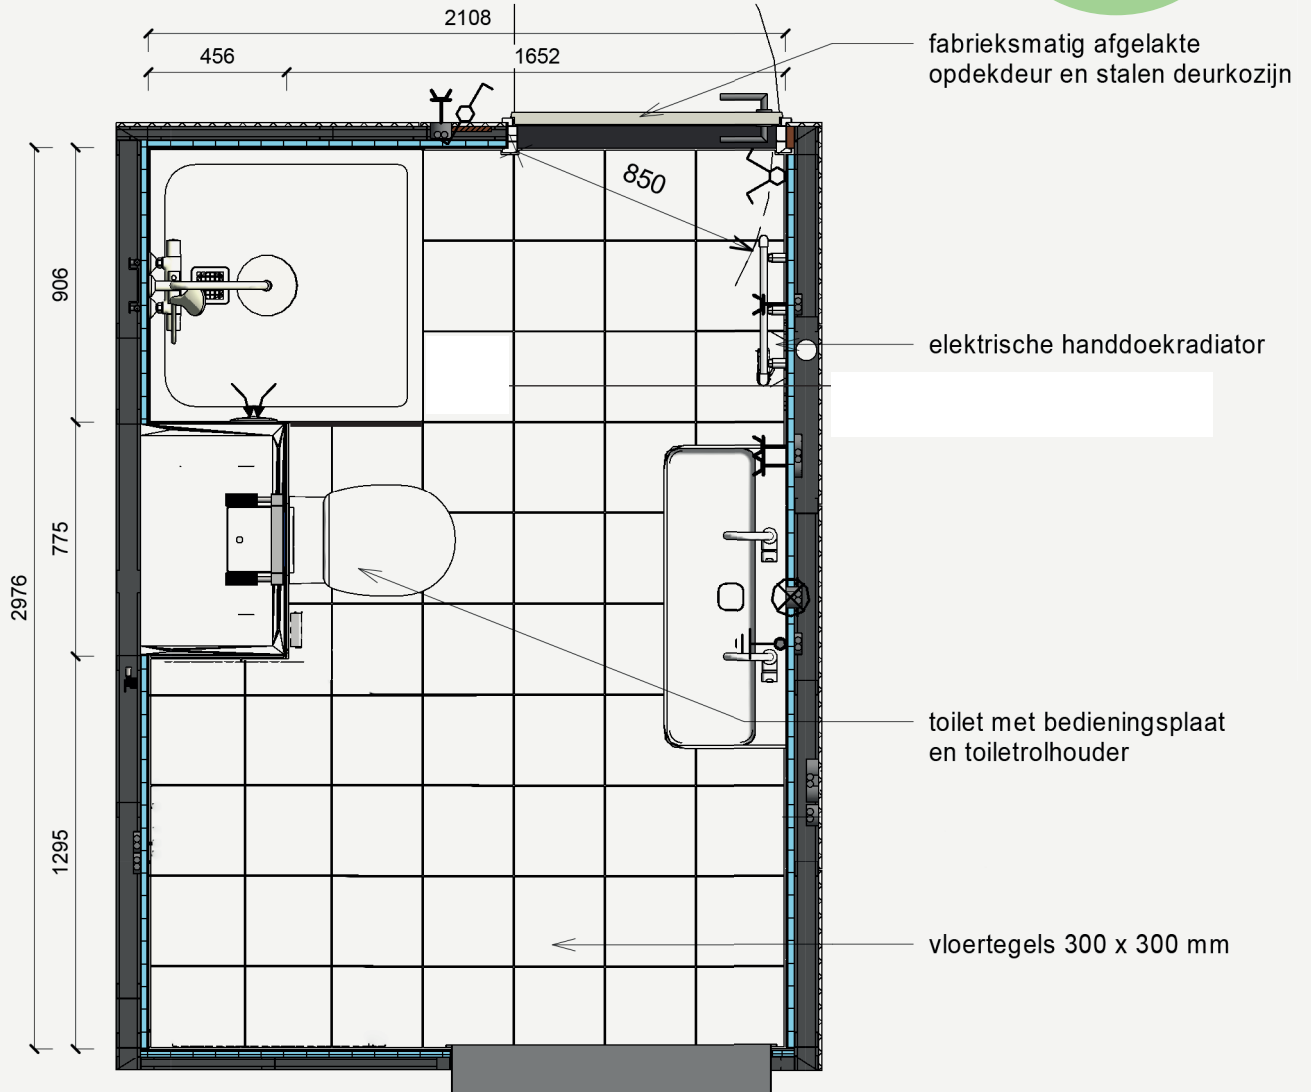 2108
456
1652
fabrieksmatig afgelakte
opdekdeur en stalen deurkozijn
850
906
elektrische handdoekradiator
775
2976
toilet met bedieningsplaat
en toiletrolhouder
1295
vloertegels 300 x 300 mm